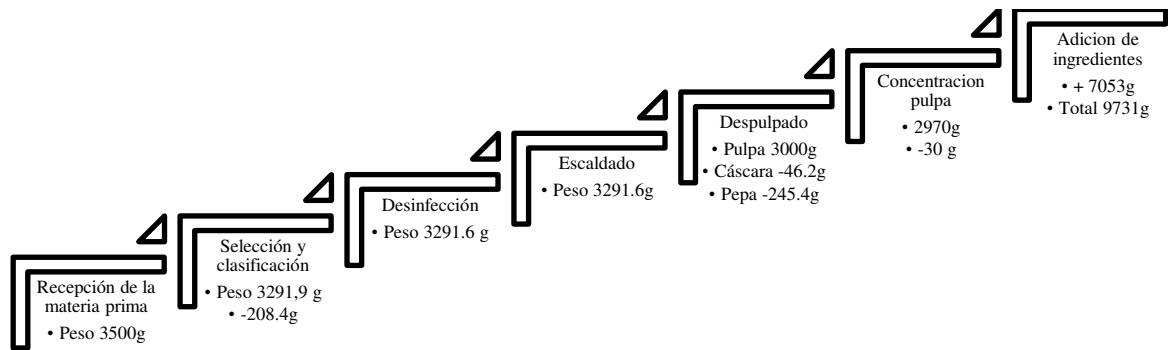 Recepción de la
materia prima
• Peso 3500g
Selección y
clasificación
• Peso 3291,9 g
• -208.4g
Desinfección
• Peso 3291.6 g
Escaldado
• Peso 3291.6g
Despulpado
• Pulpa 3000g
• Cáscara -46.2g
• Pepa -245.4g
Concentracion
pulpa
• 2970g
• -30 g
Adicion de
ingredientes
• + 7053g
• Total 9731g